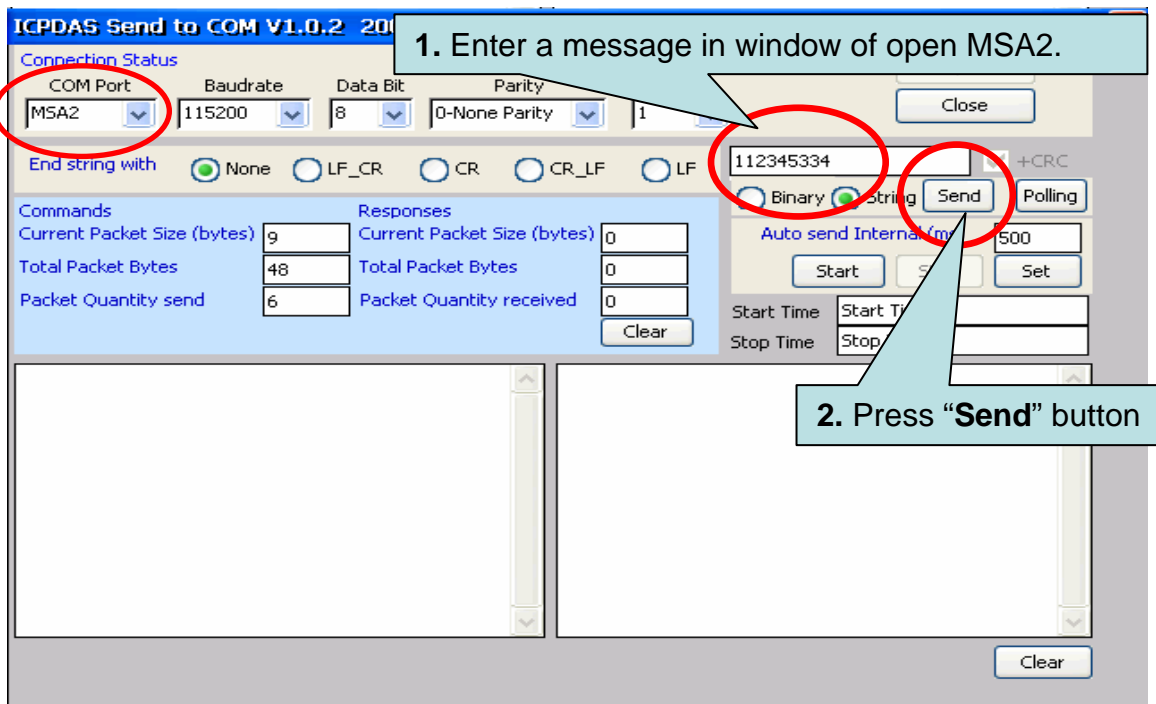 ICPDAS Send to COM V1.0.2
1. Enter a message in window of open MSA2.
Connection Status
COM Port Baudrate Data Bit Parity
MSA2 115200 8 0-None Parity 1
Close
End string with None LF_CR CR CR_LF LF
112345334 +CRC
Binary String Send Polling
Commands Responses
Current Packet Size (bytes) 9 Current Packet Size (bytes) 0
Auto send Internal (ms 500
Total Packet Bytes 48 Total Packet Bytes 0
Start Set
Packet Quantity send 6 Packet Quantity received 0
Clear
Start Time Start
Stop Time Stop
2. Press “Send” button
Clear